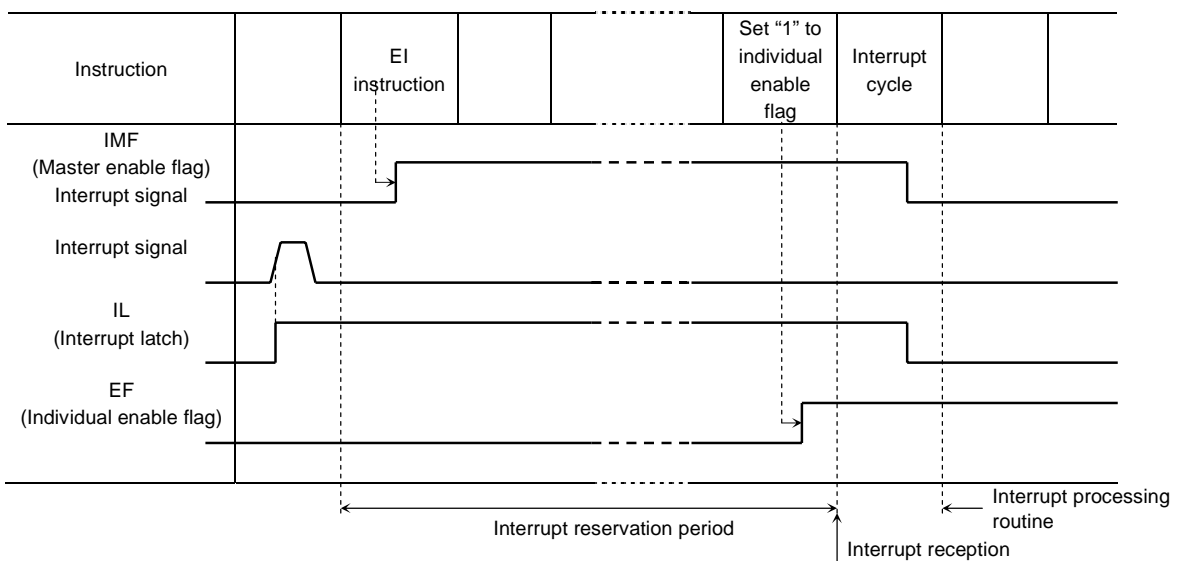 Instruction
EI
instruction
Set “1” to
individual
enable
flag
Interrupt
cycle
IMF
(Master enable flag)
Interrupt signal
Interrupt signal
IL
(Interrupt latch)
EF
(Individual enable flag)
Interrupt reservation period
Interrupt processing
routine
Interrupt reception